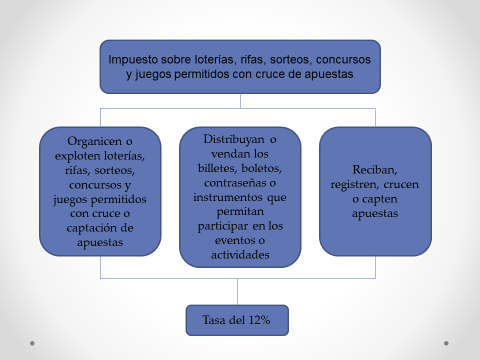 Impuesto sobre loterías, rifas, sorteos, concursos
y juegos permitidos con cruce de apuestas
Organicen o
exploten loterías,
rifas, sorteos,
concursos y
juegos permitidos
con cruce o
captación de
apuestas
Distribuyan o
vendan los
billetes, boletos,
contraseñas o
instrumentos que
permitan
participar en los
eventos o
actividades
Reciban,
registren, crucen
o capten
apuestas
Tasa del 12%